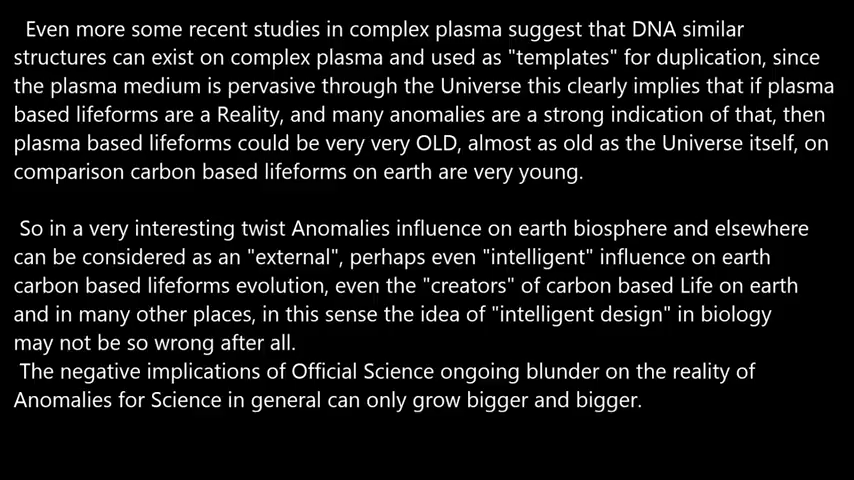 Even more some recent studies in complex plasma suggest that DNA similar
structures can exist on complex plasma and used as "templates" for duplication, since
the plasma medium is pervasive through the Universe this clearly implies that if plasma
based lifeforms are a Reality, and many anomalies are a strong indication of that, then
plasma based lifeforms could be very very OLD, almost as old as the Universe itself, on
comparison carbon based lifeforms on earth are very young.
So in a very interesting twist Anomalies influence on earth biosphere and elsewhere
can be considered as an "external", perhaps even "intelligent" influence on earth
carbon based lifeforms evolution, even the "creators" of carbon based Life on earth
and in many other places, in this sense the idea of "intelligent design" in biology
may not be so wrong after all.
The negative implications of Official Science ongoing blunder on the reality of
Anomalies for Science in general can only grow bigger and bigger.